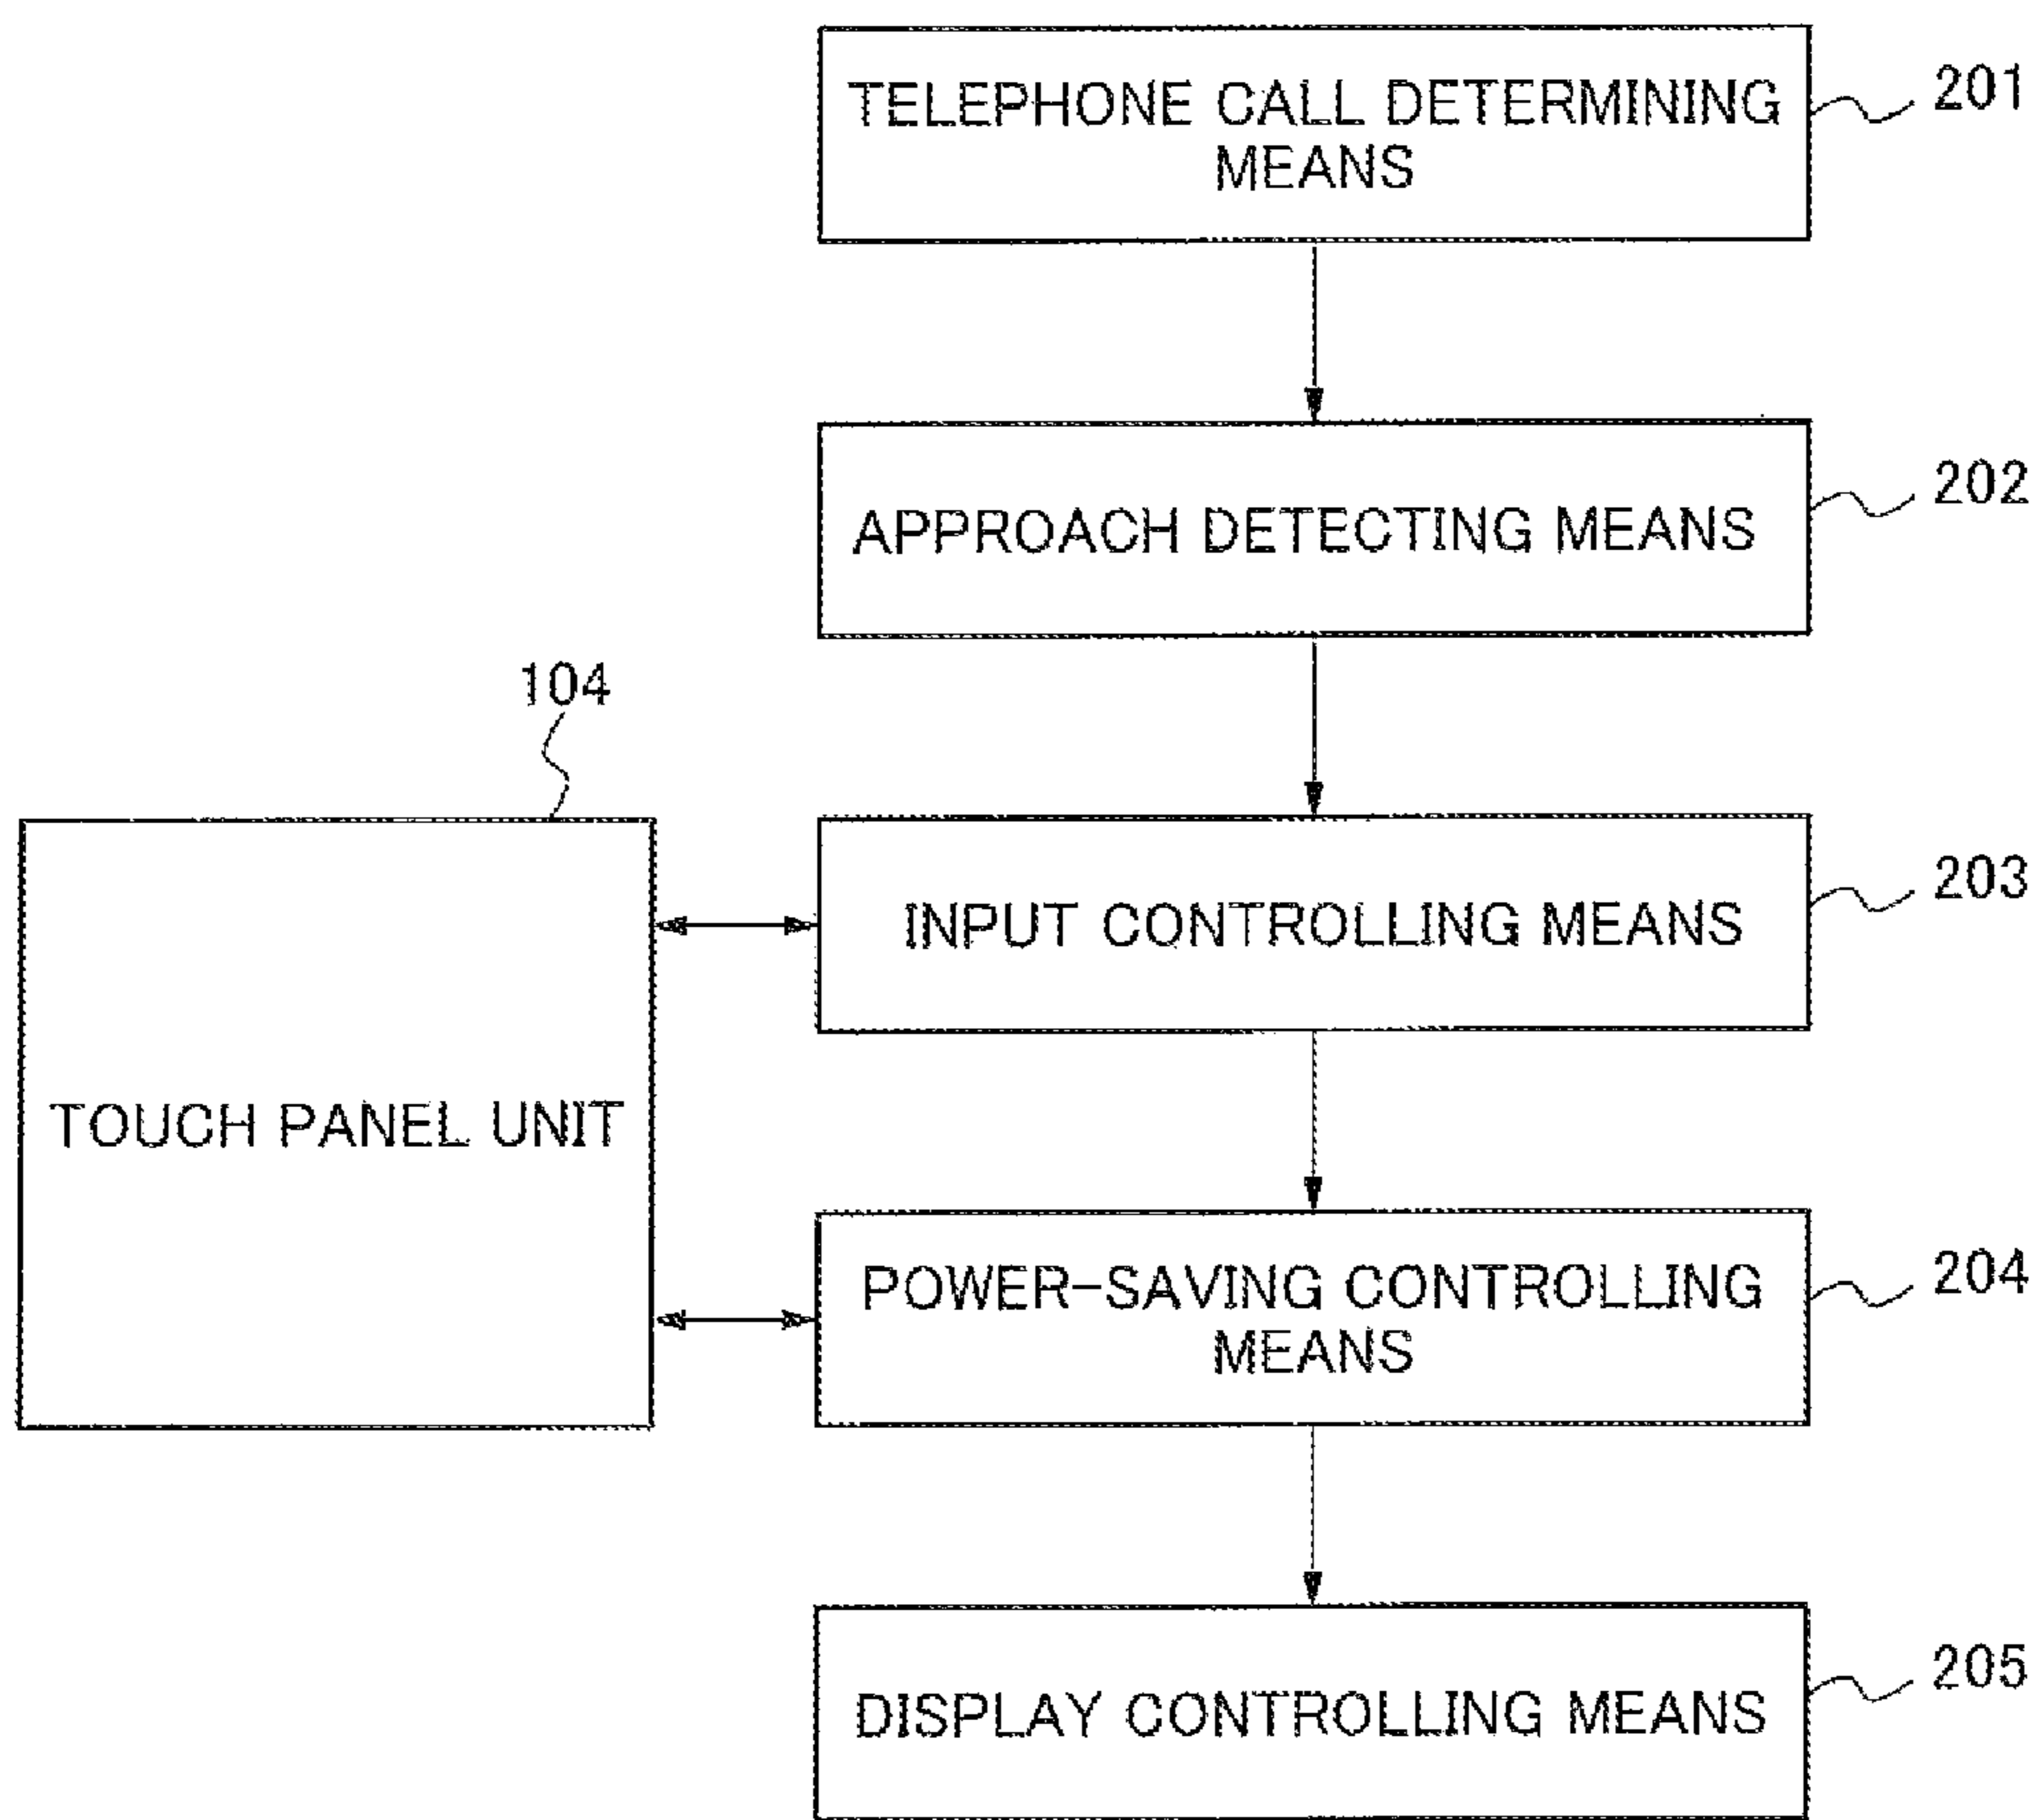 TELEPHONE CALL DETERMINING
MEANS
201
APPROACH DETECTING MEANS
202
104
INPUT CONTROLLING MEANS
203
TOUCH PANEL UNIT
POWER-SAVING CONTROLLING
MEANS
204
DISPLAY CONTROLLING MEANS
205